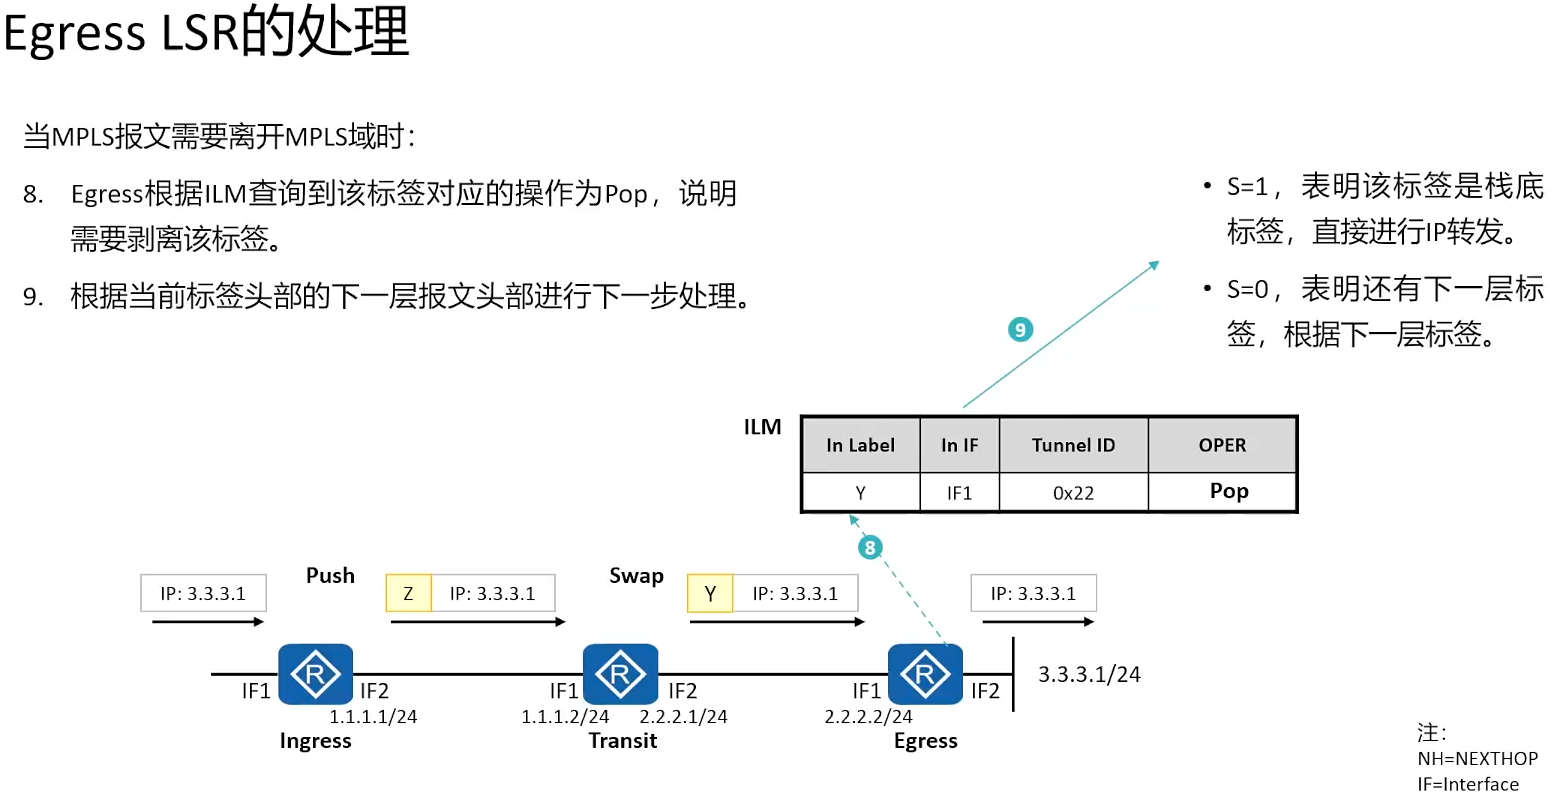 Egress LSR的处理
当MPLS报文需要离开MPLS域时：
8. Egress根据ILM查询到该标签对应的操作为Pop，说明
需要剥离该标签。
9. 根据当前标签头部的下一层报文头部进行下一步处理。
• S=1，表明该标签是栈底
标签，直接进行IP转发。
• S=0，表明还有下一层标
签，根据下一层标签。
9
ILM
In Label In IF Tunnel ID OPER
Y IF1 0x22 Pop
8
Push Swap
IP: 3.3.3.1 Z IP: 3.3.3.1 Y IP: 3.3.3.1 IP: 3.3.3.1
R R R
3.3.3.1/24
IF1 IF2 IF1 IF2 IF1 IF2
1.1.1.1/24 1.1.1.2/24 2.2.2.1/24 2.2.2.2/24
Ingress Transit Egress
注：
NH=NEXTHOP
IF=Interface